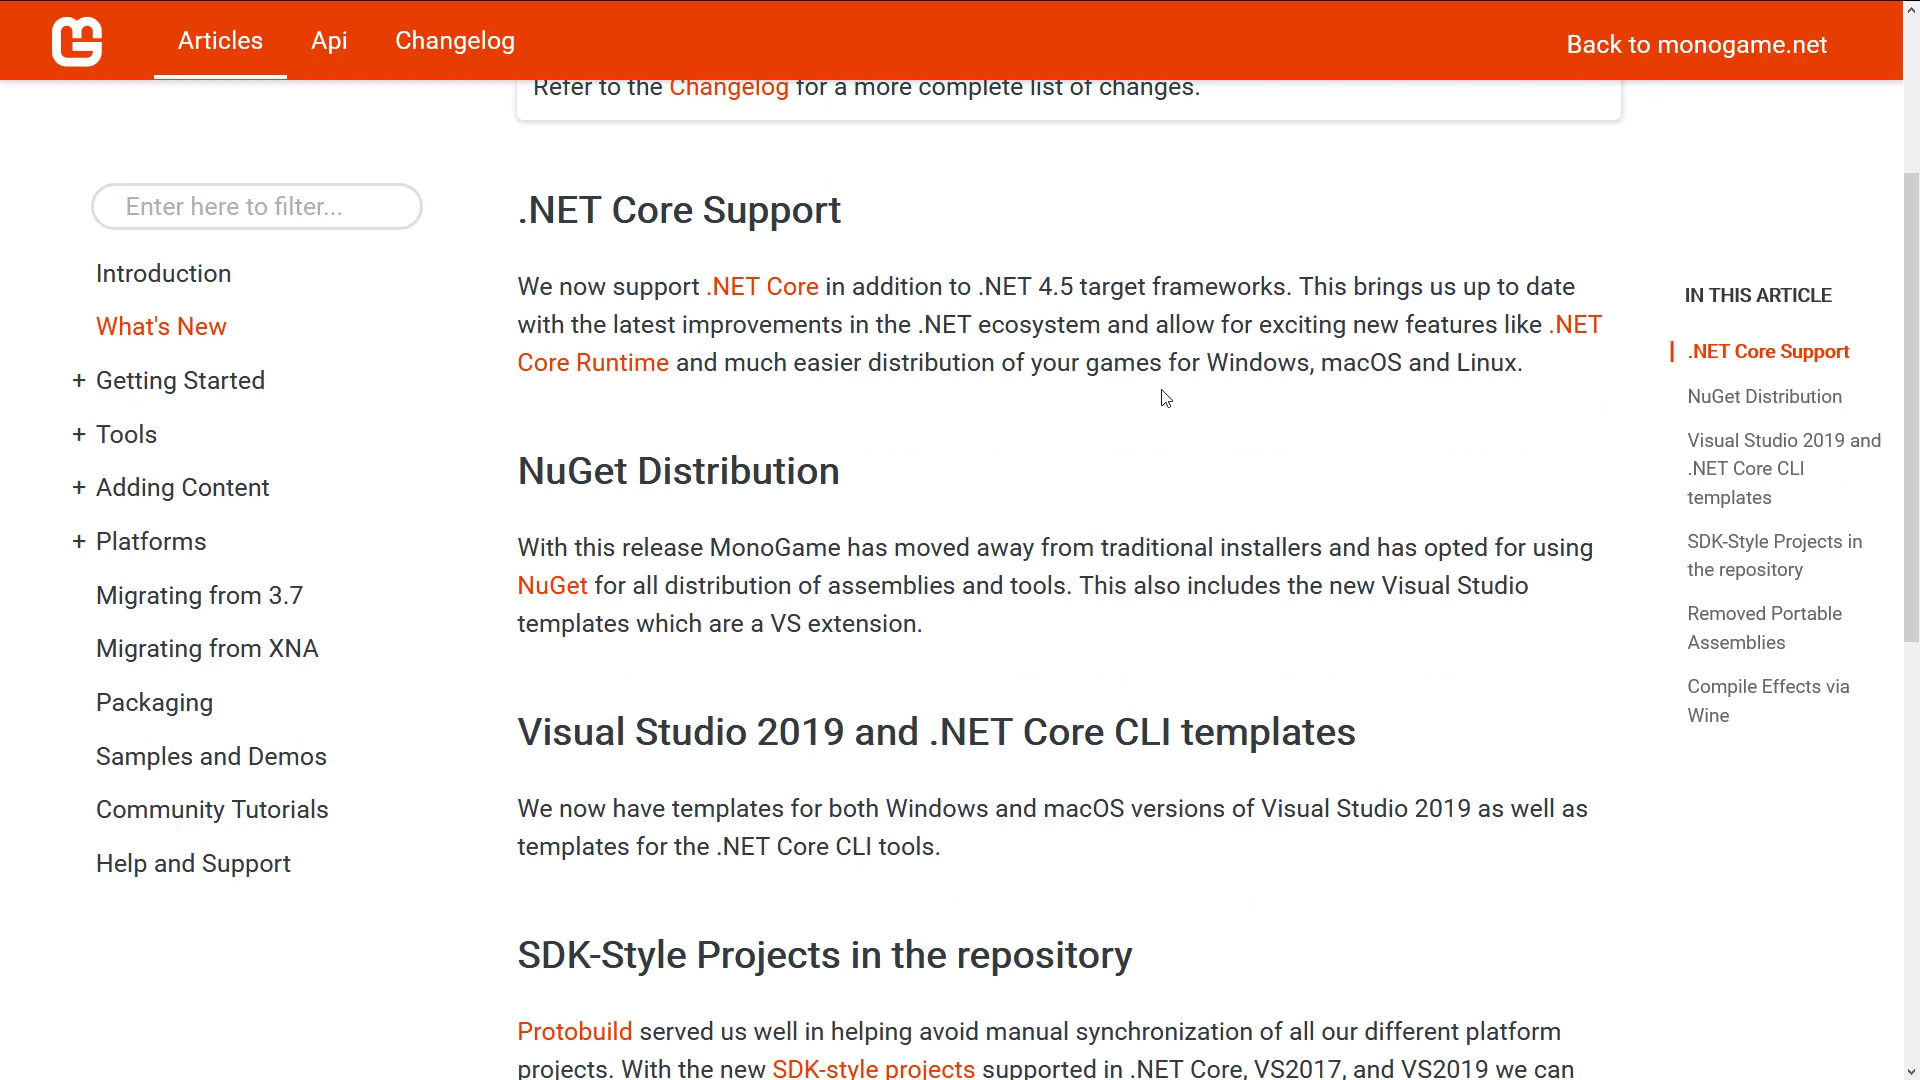 Articles
Api
Changelog
Back to monogame.net
Refer to the Changelog for a more complete list of changes.
Enter here to filter...
Introduction
What's New
+ Getting Started
+ Tools
+ Adding Content
+ Platforms
Migrating from 3.7
Migrating from XNA
Packaging
Samples and Demos
Community Tutorials
Help and Support
.NET Core Support
We now support .NET Core in addition to .NET 4.5 target frameworks. This brings us up to date
with the latest improvements in the .NET ecosystem and allow for exciting new features like .NET
Core Runtime and much easier distribution of your games for Windows, macOS and Linux.
NuGet Distribution
With this release MonoGame has moved away from traditional installers and has opted for using
NuGet for all distribution of assemblies and tools. This also includes the new Visual Studio
templates which are a VS extension.
Visual Studio 2019 and .NET Core CLI templates
We now have templates for both Windows and macOS versions of Visual Studio 2019 as well as
templates for the .NET Core CLI tools.
SDK-Style Projects in the repository
Protobuild served us well in helping avoid manual synchronization of all our different platform
projects. With the new SDK-style projects supported in .NET Core, VS2017, and VS2019 we can
IN THIS ARTICLE
.NET Core Support
NuGet Distribution
Visual Studio 2019 and
.NET Core CLI
templates
SDK-Style Projects in
the repository
Removed Portable
Assemblies
Compile Effects via
Wine